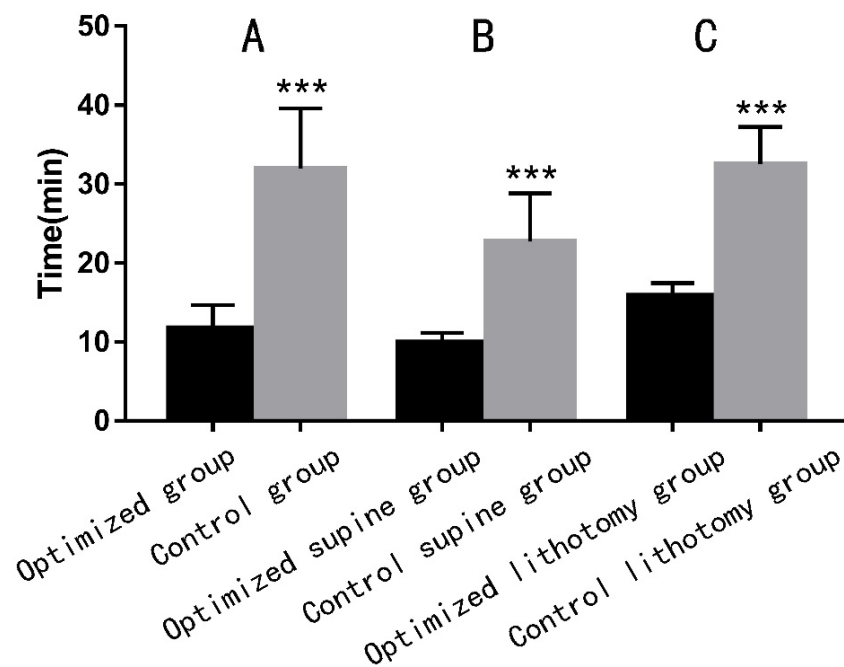 50
40
30
20
10
0
Time(min)
A
B
C
***
***
***
Optimized group
Control group
Optimized supine group
Control supine group
Optimized lithotomy group
Control lithotomy group